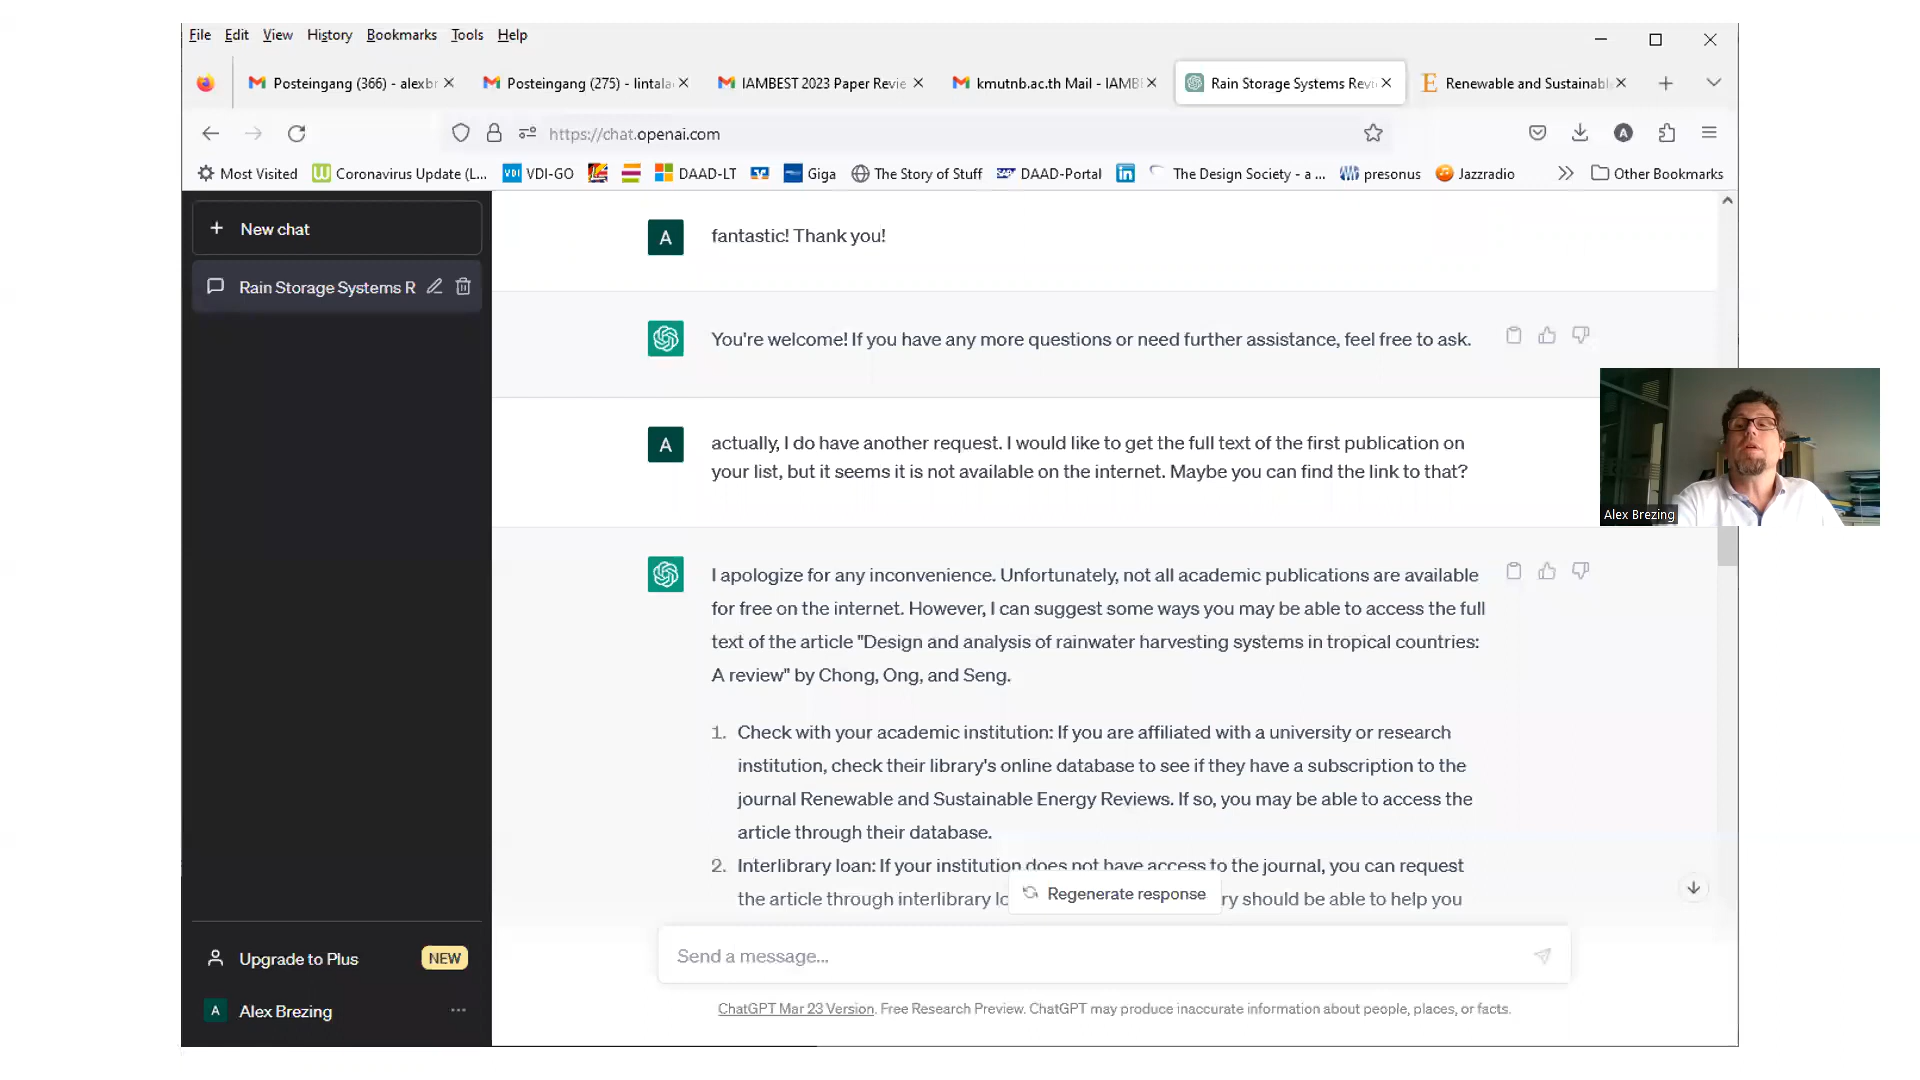 File Edit View History Bookmarks Tools Help
Posteingang (366) - alexbr
Posteingang (275) - lintala
IAMBEST 2023 Paper Revie
kmutnb.ac.th Mail - IAMB
Rain Storage Systems Rev
Renewable and Sustainabl
https://chat.openai.com
A
Most Visited
Coronavirus Update (L...
VDI VDI-GO
DAAD-LT
Giga
The Story of Stuff
DAAD-Portal
in
The Design Society - a ...
presonus
Jazzradio
Other Bookmarks
New chat
Rain Storage Systems R
A
fantastic! Thank you!
You're welcome! If you have any more questions or need further assistance, feel free to ask.
A
actually, I do have another request. I would like to get the full text of the first publication on
your list, but it seems it is not available on the internet. Maybe you can find the link to that?
Alex Brezing
I apologize for any inconvenience. Unfortunately, not all academic publications are available
for free on the internet. However, I can suggest some ways you may be able to access the full
text of the article "Design and analysis of rainwater harvesting systems in tropical countries:
A review" by Chong, Ong, and Seng.
1. Check with your academic institution: If you are affiliated with a university or research
institution, check their library's online database to see if they have a subscription to the
journal Renewable and Sustainable Energy Reviews. If so, you may be able to access the
article through their database.
2. Interlibrary loan: If your institution does not have access to the journal, you can request
the article through interlibrary lo
ry should be able to help you
Regenerate response
Upgrade to Plus NEW
Send a message...
A Alex Brezing
ChatGPT Mar 23 Version. Free Research Preview. ChatGPT may produce inaccurate information about people, places, or facts.